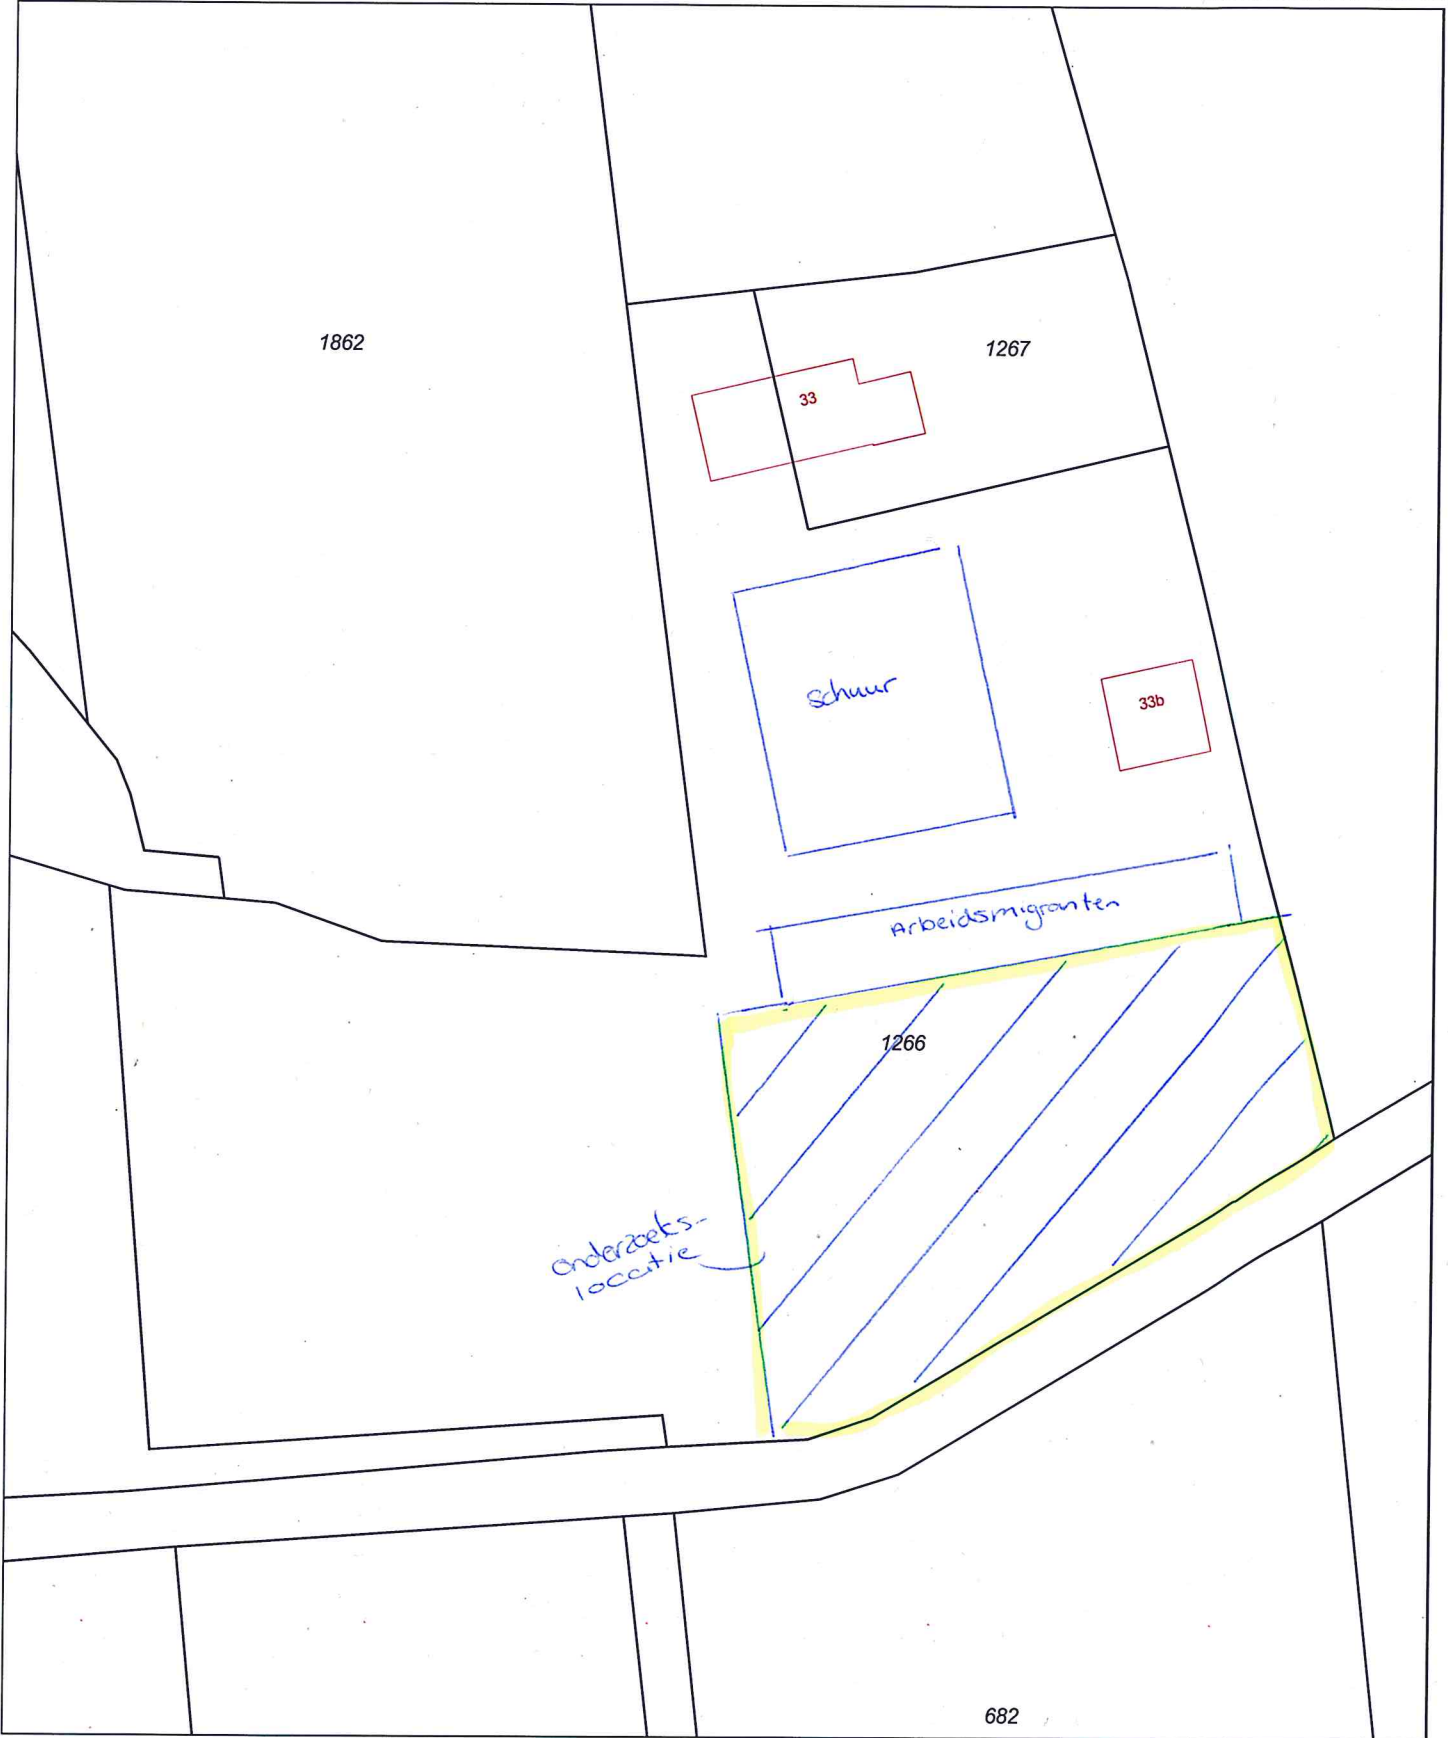 1862
1267
33
schuur
33b
Arbeidsmigranten
1266
onderzoeks-
locatie
682